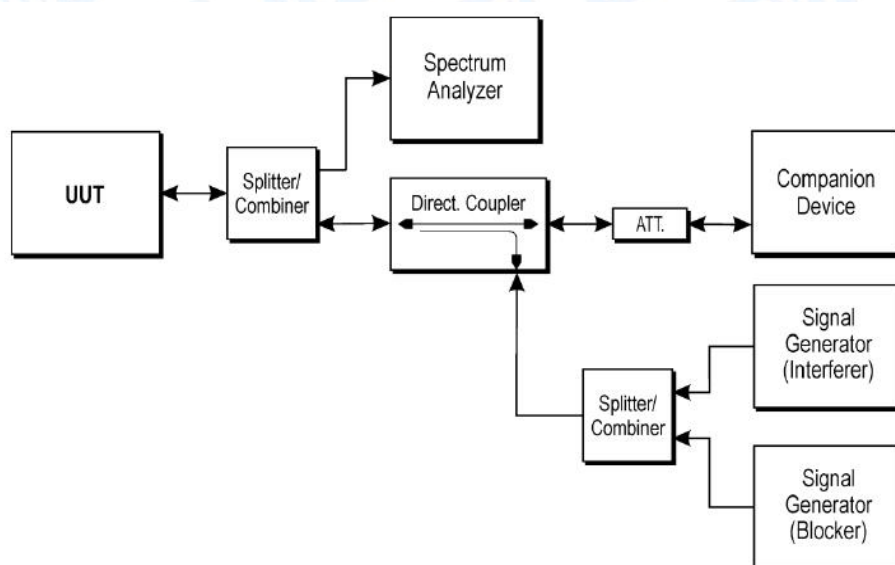 Spectrum
Analyzer
UUT
Splitter/
Combiner
Direct. Coupler
ATT.
Companion
Device
Signal
Generator
(Interferer)
Splitter/
Combiner
Signal
Generator
(Blocker)